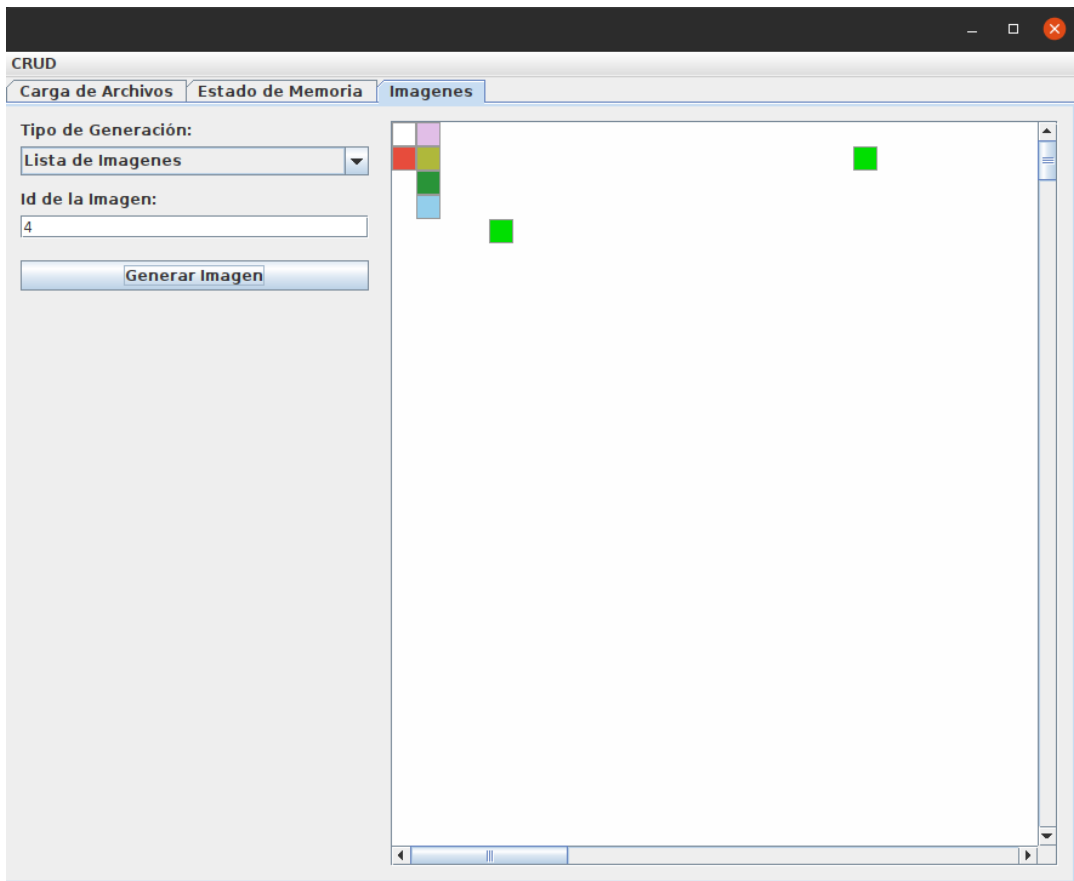 CRUD
Carga de Archivos Estado de Memoria Imagenes
Tipo de Generación:
Lista de Imagenes
Id de la Imagen:
4
Generar Imagen